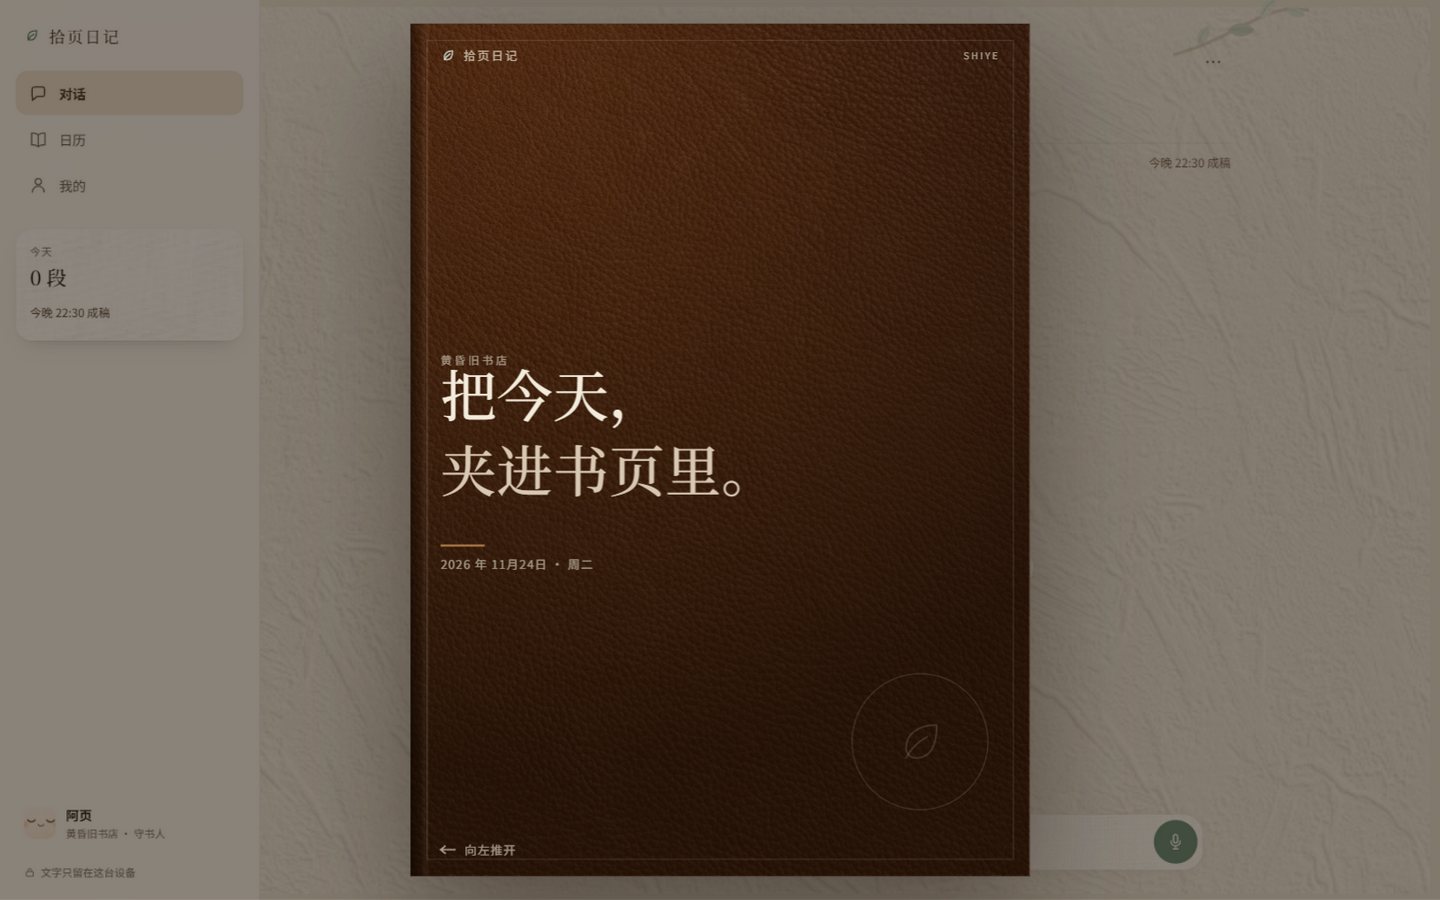 拾页日记
对话
日历
我的
今天
0 段
今晚 22:30 成稿
阿页
黄昏旧书店 · 守书人
文字只留在这台设备
拾页日记
SHIYE
黄昏旧书店
把今天，
夹进书页里。
2026 年 11月24日 · 周二
← 向左推开
...
今晚 22:30 成稿